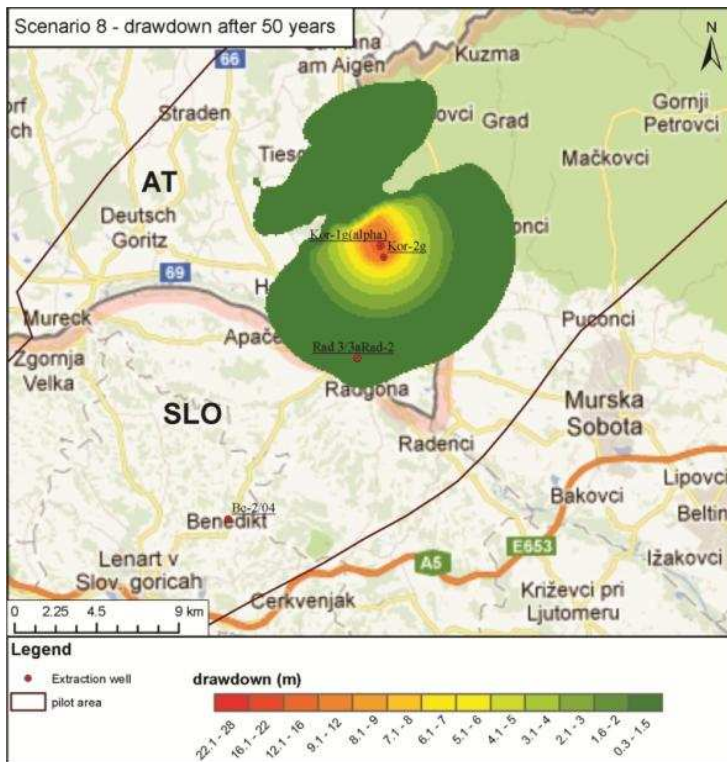 Scenario 8 - drawdown after 50 years
66
am Aigen
Kuzma
Straden
Gornji
Petrovci
ovci
Grad
Tiesc
Mačkovci
AT
Deutsch
Goritz
Kor-1g(alpha)
Kor-2g
onci
69
H
Mureck
Apače
Puconci
Rad 3/3aRad-2
Zgornja
Velka
Radgona
SLO
Murska
Sobota
Radenci
Lipovci
Bakovci
Beltin
Be-2/04
Benedikt
E653
Ižakovci
Lenart v
Slov. goricah
A5
Križevci pri
Ljutomeru
Cerkvenjak
0 2.25 4.5 9 km
N
Legend
Extraction well
pilot area
drawdown (m)
22.1 - 28
16.1 - 22
12.1 - 16
9.1 - 12
8.1 - 9
7.1 - 8
6.1 - 7
5.1 - 6
4.1 - 5
3.1 - 4
2.1 - 3
1.6 - 2
0.3 - 1.5